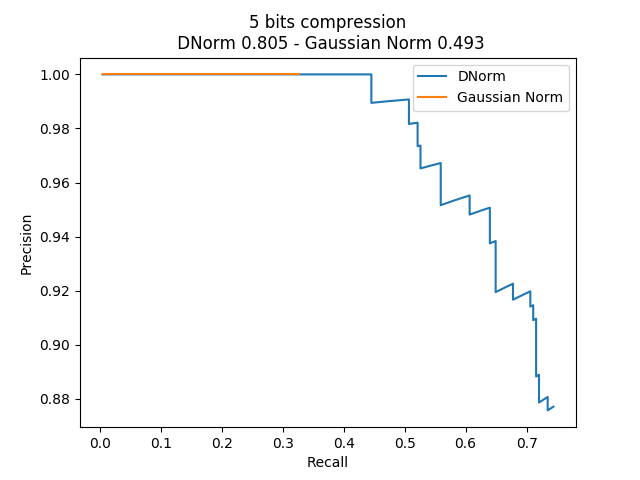 5 bits compression
DNorm 0.805 - Gaussian Norm 0.493
DNorm
Gaussian Norm
1.00
0.98
0.96
0.94
0.92
0.90
0.88
Precision
0.0 0.1 0.2 0.3 0.4 0.5 0.6 0.7
Recall